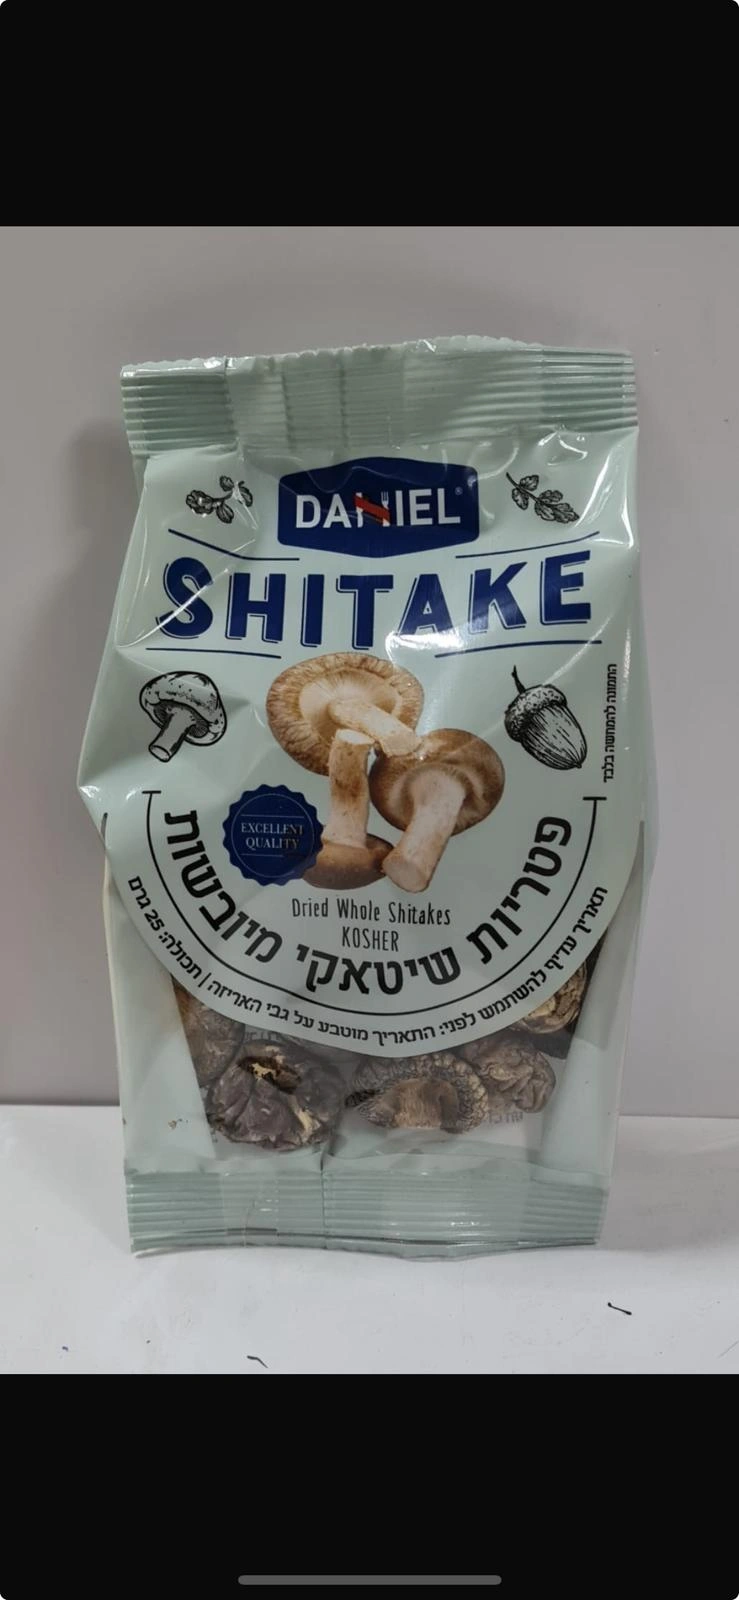 DANIEL®
SHITAKE
התמונה להמחשה בלבד
EXCELLENT
QUALITY
Dried Whole Shitakes
KOSHER
פטריות שיטאקי מיובשות
תאריך עדיף להשתמש לפני: התאריך מוטבע על גבי האריזה | תכולה: 25 גרם